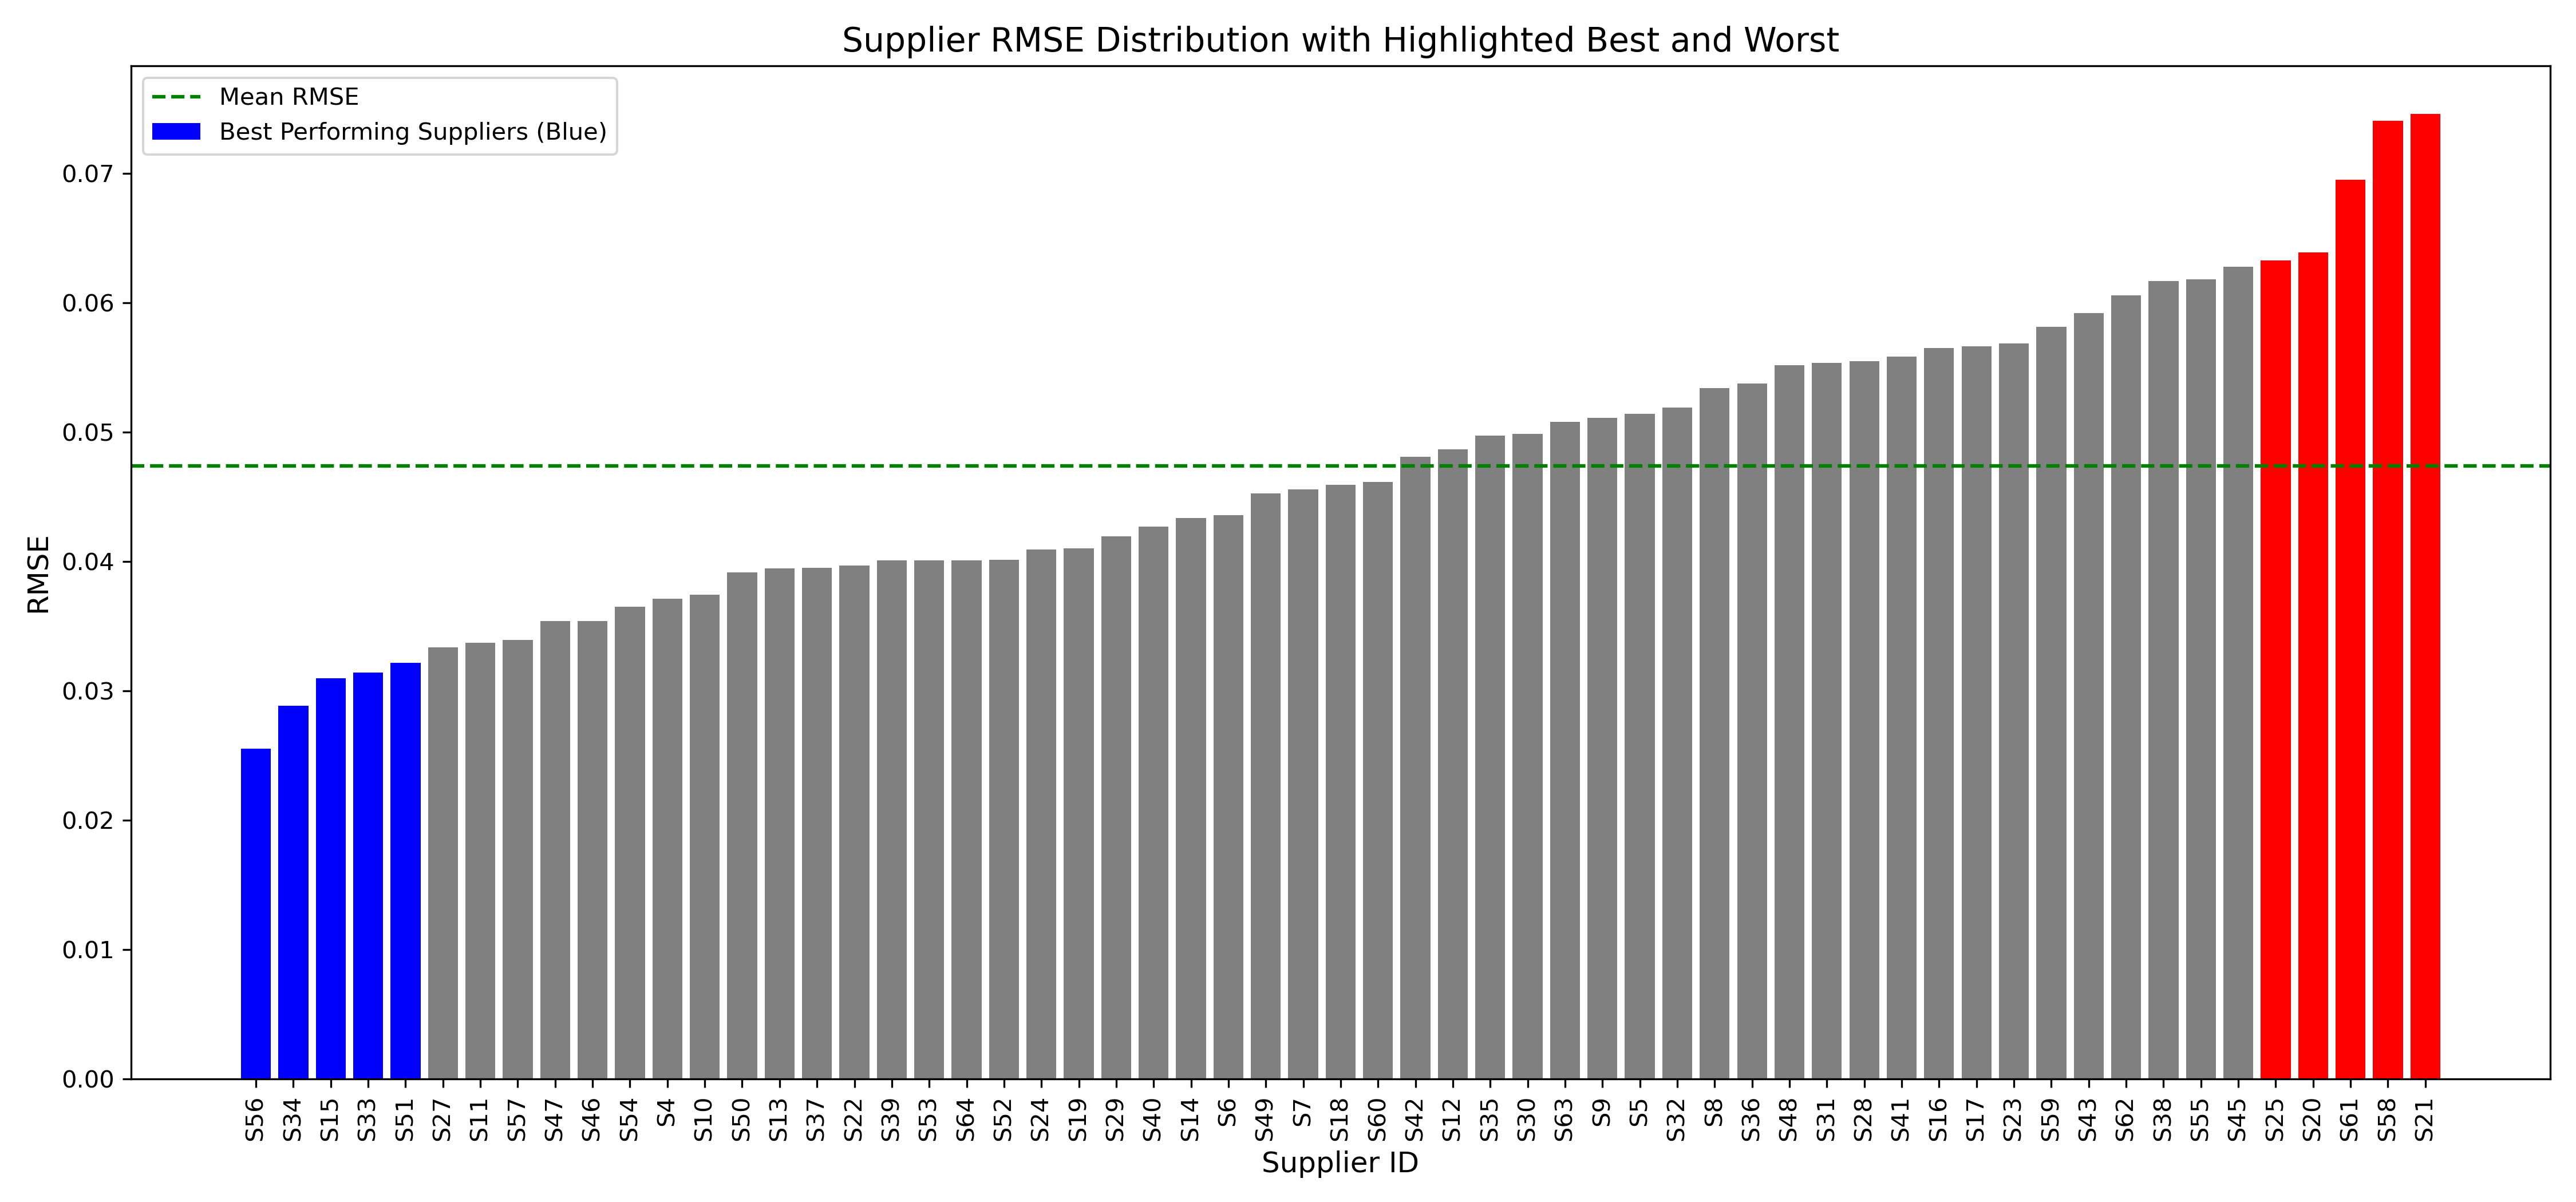 Supplier RMSE Distribution with Highlighted Best and Worst
Mean RMSE
Best Performing Suppliers (Blue)
RMSE
0.07
0.06
0.05
0.04
0.03
0.02
0.01
0.00
S56 S34 S15 S33 S51 S27 S11 S57 S47 S46 S54 S4 S10 S50 S13 S37 S22 S39 S53 S64 S52 S24 S19 S29 S40 S14 S6 S49 S7 S18 S60 S42 S12 S35 S30 S63 S9 S5 S32 S8 S36 S48 S31 S28 S41 S16 S17 S23 S59 S43 S62 S38 S55 S45 S25 S20 S61 S58 S21
Supplier ID